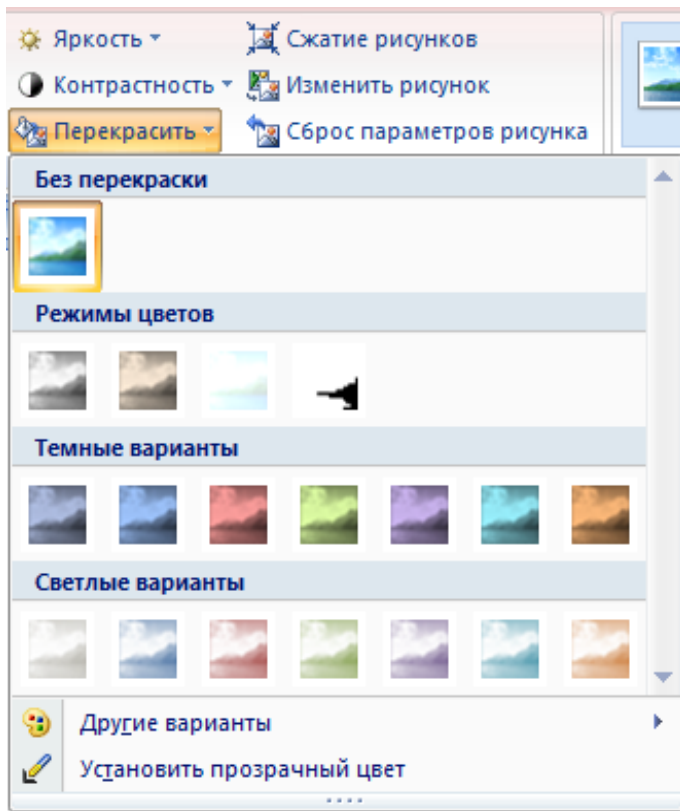 Яркость
Сжатие рисунков
Контрастность
Изменить рисунок
Перекрасить
Сброс параметров рисунка
Без перекраски
Режимы цветов
Темные варианты
Светлые варианты
Другие варианты
Установить прозрачный цвет